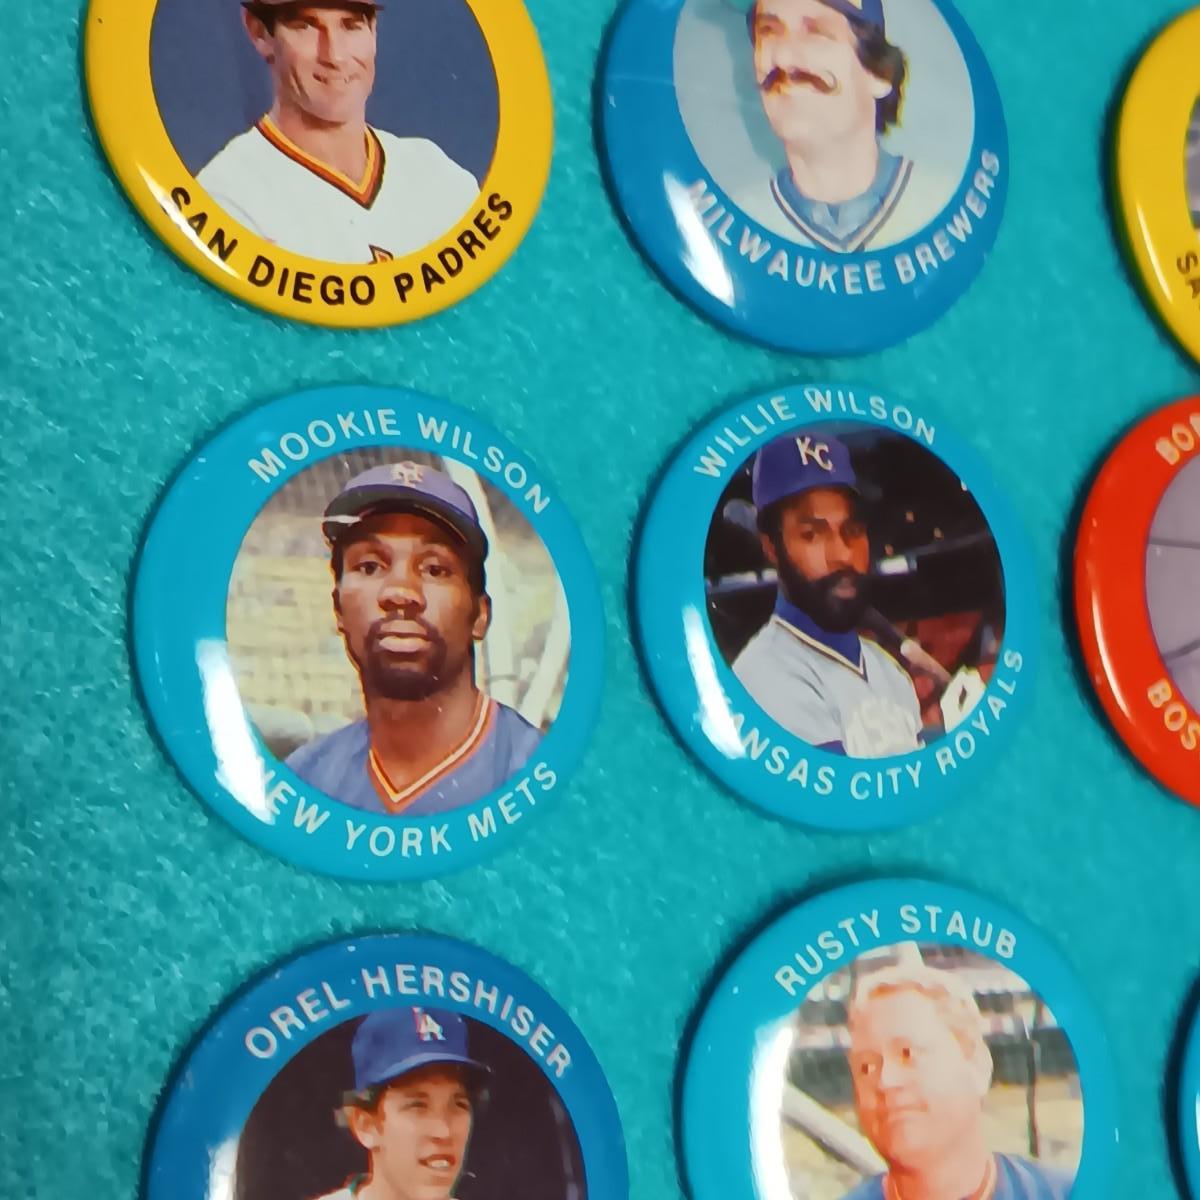 SAN DIEGO PADRES
MILWAUKEE BREWERS
MOOKIE WILSON
NEW YORK METS
WILLIE WILSON
KC
KANSAS CITY ROYALS
OREL HERSHISER
LA
RUSTY STAUB